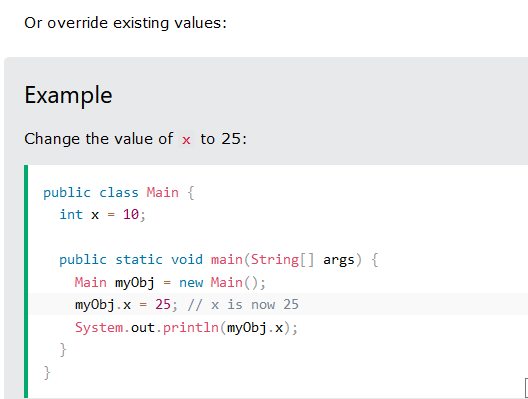 Or override existing values:
Example
Change the value of x to 25:
public class Main {
  int x = 10;

  public static void main(String[] args) {
    Main myObj = new Main();
    myObj.x = 25; // x is now 25
    System.out.println(myObj.x);
  }
}